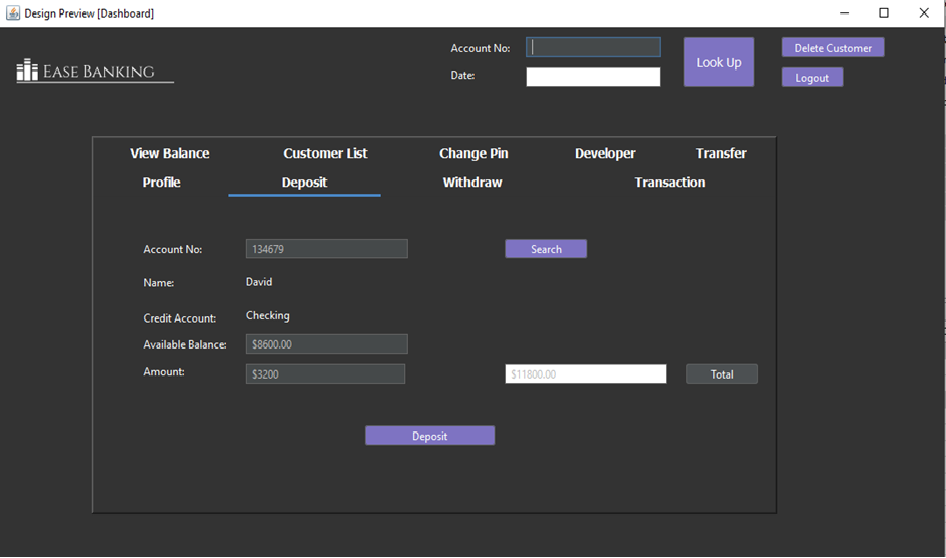 Design Preview [Dashboard]
EASE BANKING
Account No:
Look Up
Delete Customer
Date:
Logout
View Balance Customer List Change Pin Developer Transfer
Profile Deposit Withdraw Transaction
Account No: 134679 Search
Name: David
Credit Account: Checking
Available Balance: $8600.00
Amount: $3200 $11800.00 Total
Deposit